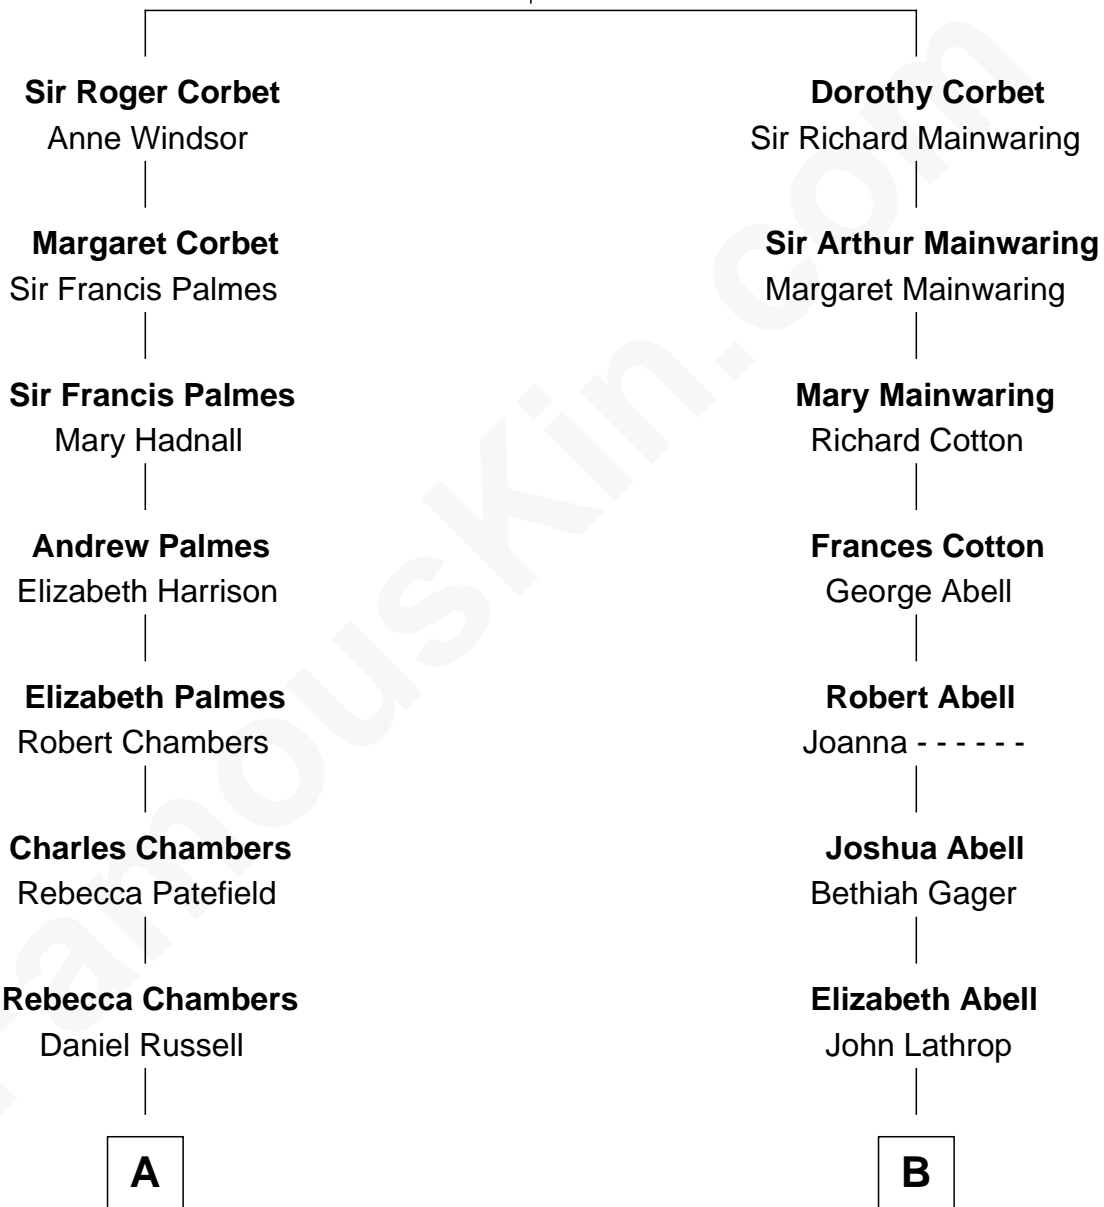 Sir Roger Corbet
Anne Windsor
Dorothy Corbet
Sir Richard Mainwaring
Margaret Corbet
Sir Francis Palmes
Sir Arthur Mainwaring
Margaret Mainwaring
Sir Francis Palmes
Mary Hadnall
Mary Mainwaring
Richard Cotton
Andrew Palmes
Elizabeth Harrison
Frances Cotton
George Abell
Elizabeth Palmes
Robert Chambers
Robert Abell
Joanna - - - - - -
Charles Chambers
Rebecca Patefield
Joshua Abell
Bethiah Gager
Rebecca Chambers
Daniel Russell
Elizabeth Abell
John Lathrop
A
B
FamousKin.com